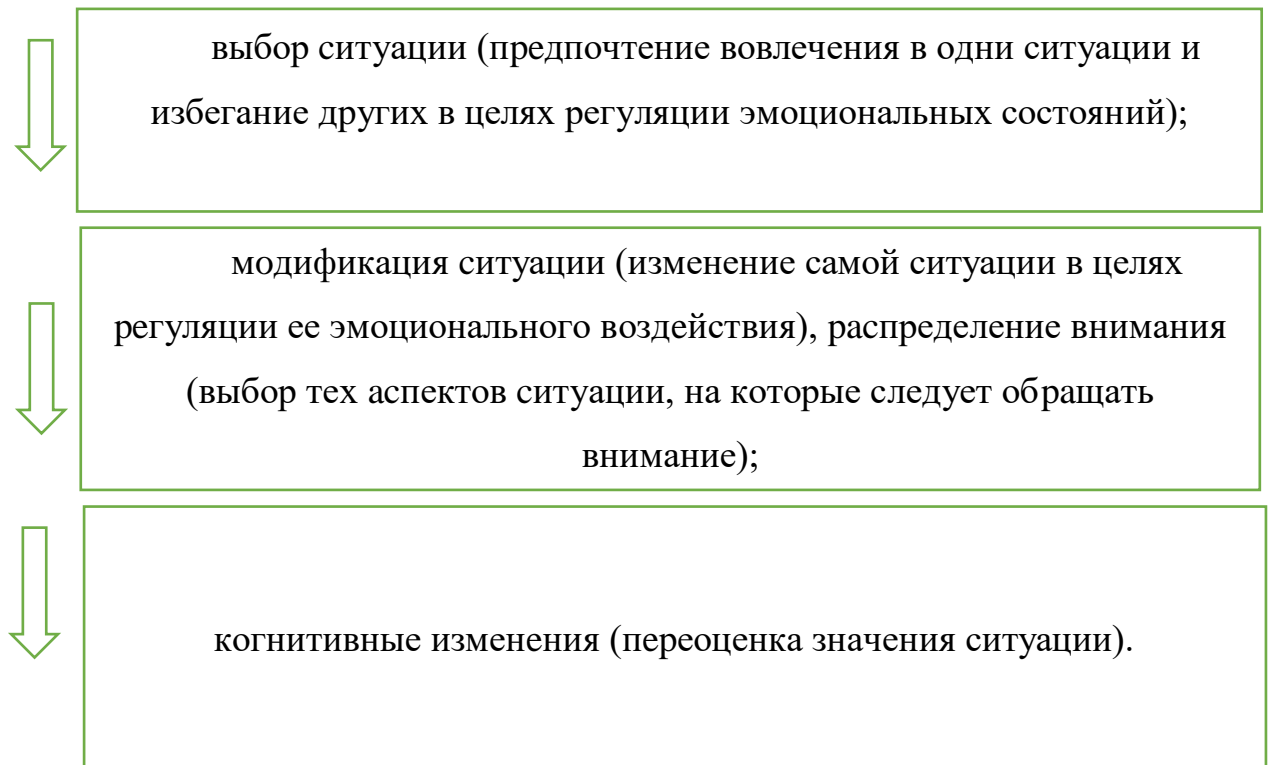 выбор ситуации (предпочтение вовлечения в одни ситуации и
избегание других в целях регуляции эмоциональных состояний);
модификация ситуации (изменение самой ситуации в целях
регуляции ее эмоционального воздействия), распределение внимания
(выбор тех аспектов ситуации, на которые следует обращать
внимание);
когнитивные изменения (переоценка значения ситуации).